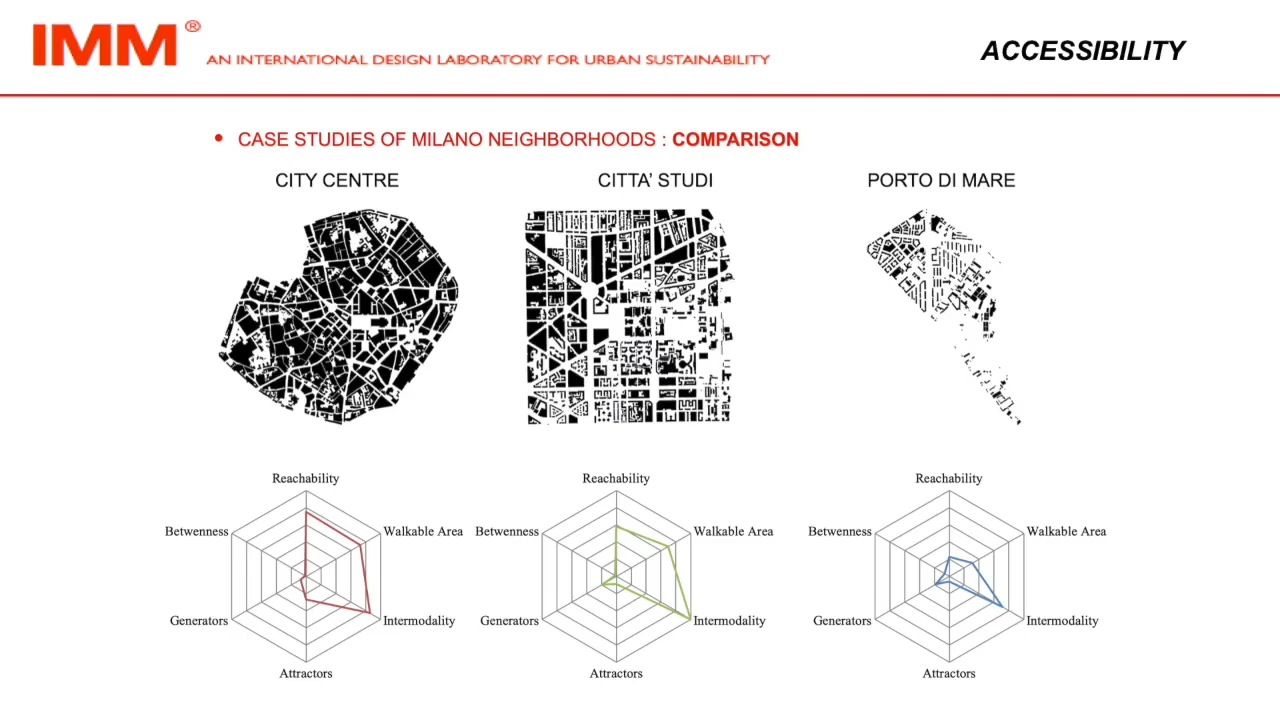 IMM®
AN INTERNATIONAL DESIGN LABORATORY FOR URBAN SUSTAINABILITY
ACCESSIBILITY
• CASE STUDIES OF MILANO NEIGHBORHOODS : COMPARISON
CITY CENTRE
CITTA' STUDI
PORTO DI MARE
Reachability
Betwenness
Walkable Area
Generators
Intermodality
Attractors
Reachability
Betwenness
Walkable Area
Generators
Intermodality
Attractors
Reachability
Betwenness
Walkable Area
Generators
Intermodality
Attractors